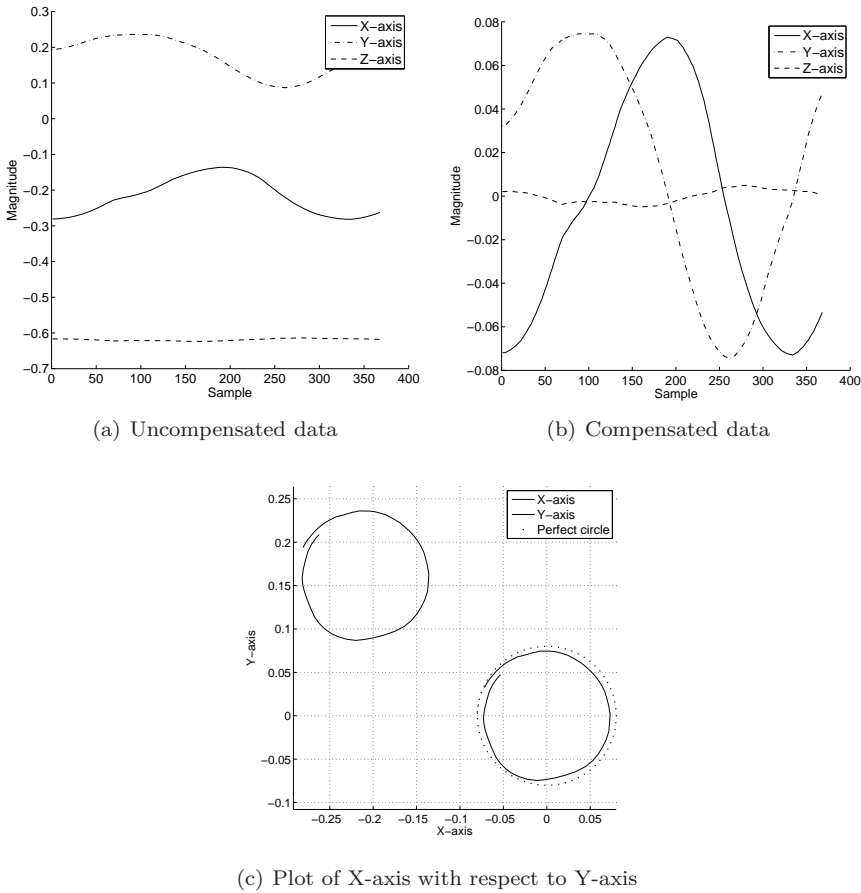 0.3
0.2
0.1
0
−0.1
−0.2
−0.3
−0.4
−0.5
−0.6
−0.7
Magnitude
0 50 100 150 200 250 300 350 400
Sample
X−axis
Y−axis
Z−axis
(a) Uncompensated data
0.08
0.06
0.04
0.02
0
−0.02
−0.04
−0.06
−0.08
Magnitude
0 50 100 150 200 250 300 350 400
Sample
X−axis
Y−axis
Z−axis
(b) Compensated data
0.25
0.2
0.15
0.1
0.05
0
−0.05
−0.1
Y−axis
−0.25 −0.2 −0.15 −0.1 −0.05 0 0.05
X−axis
X−axis
Y−axis
Perfect circle
(c) Plot of X-axis with respect to Y-axis